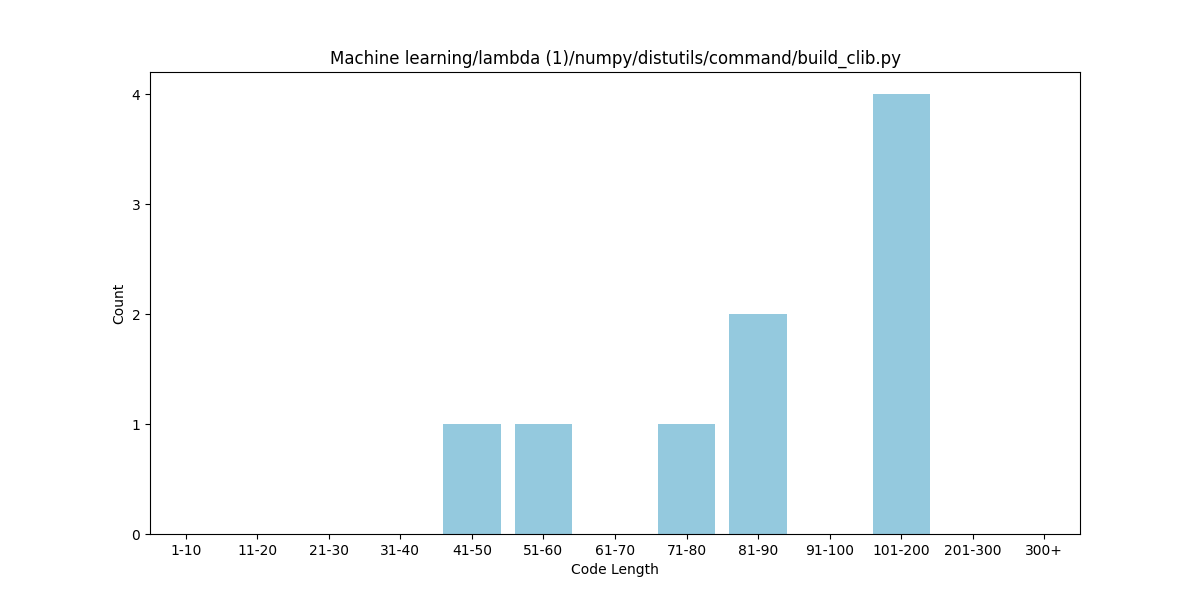 Machine learning/lambda (1)/numpy/distutils/command/build_clib.py
4
3
2
1
0
Count
1-10 11-20 21-30 31-40 41-50 51-60 61-70 71-80 81-90 91-100 101-200 201-300 300+
Code Length